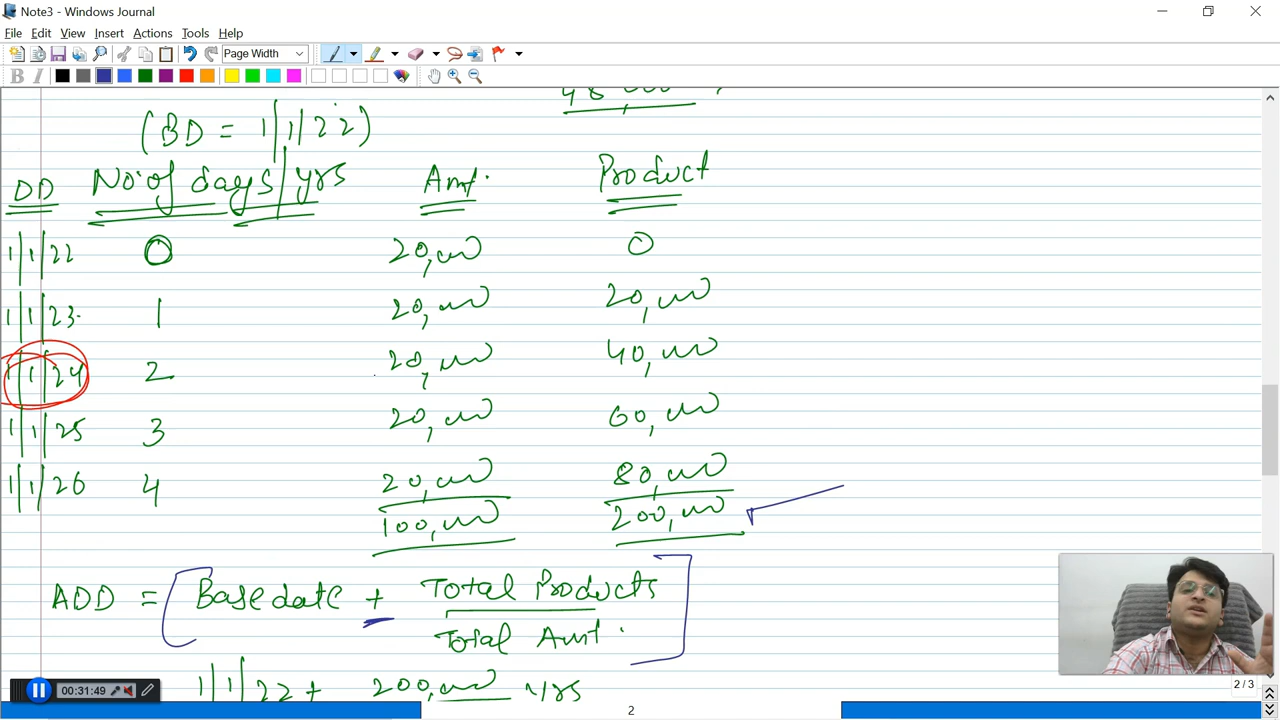 Note3 - Windows Journal
File Edit View Insert Actions Tools Help
Page Width
B I
(BD = 1/1/22)
DD No. of days/yrs Amt. Product
1/1/22 0 20,000 0
1/1/23 1 20,000 20,000
1/1/24 2 20,000 40,000
1/1/25 3 20,000 60,000
1/1/26 4 20,000 80,000
100,000 200,000
ADD = [Base date + Total Products
Total Amt.]
1/1/22 + 200,000 yrs
00:31:49
2 / 3
2